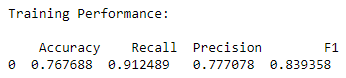 Training Performance:
Accuracy Recall Precision F1
0 0.767688 0.912489 0.777078 0.839358